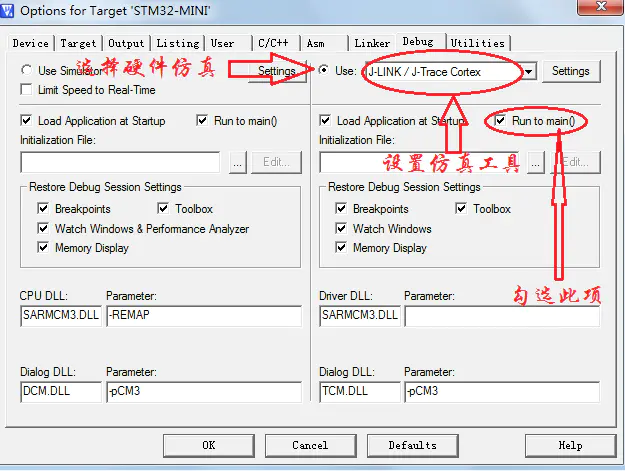 Options for Target 'STM32-MINI'
Device Target Output Listing User C/C++ Asm Linker Debug Utilities
选择硬件仿真
Use Simulator Settings
Use: J-LINK / J-Trace Cortex Settings
Limit Speed to Real-Time
Load Application at Startup Run to main()
Load Application at Startup Run to main()
Initialization File:
Initialization File:
... Edit...
设置仿真工具
... Edit...
Restore Debug Session Settings
Breakpoints Toolbox
Watch Windows & Performance Analyzer
Memory Display
Restore Debug Session Settings
Breakpoints Toolbox
Watch Windows
Memory Display
勾选此项
CPU DLL: Parameter:
SARMCM3.DLL -REMAP
Driver DLL: Parameter:
SARMCM3.DLL
Dialog DLL: Parameter:
DCM.DLL -pCM3
Dialog DLL: Parameter:
TCM.DLL -pCM3
OK Cancel Defaults Help